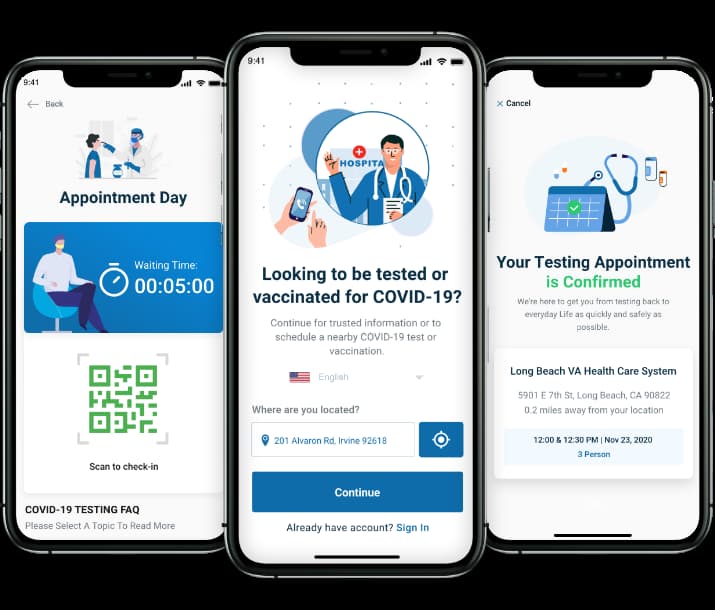 9:41
Back
Appointment Day
Waiting Time:
00:05:00
Scan to check-in
COVID-19 TESTING FAQ
Please Select A Topic To Read More
9:41
HOSPITA
Looking to be tested or
vaccinated for COVID-19?
Continue for trusted information or to
schedule a nearby COVID-19 test or
vaccination.
English
Where are you located?
201 Alvaron Rd, Irvine 92618
Continue
Already have account? Sign In
Cancel
Your Testing Appointment
is Confirmed
We're here to get you from testing back to
everyday Life as quickly and safely as
possible.
Long Beach VA Health Care System
5901 E 7th St, Long Beach, CA 90822
0.2 miles away from your location
12:00 & 12:30 PM | Nov 23, 2020
3 Person